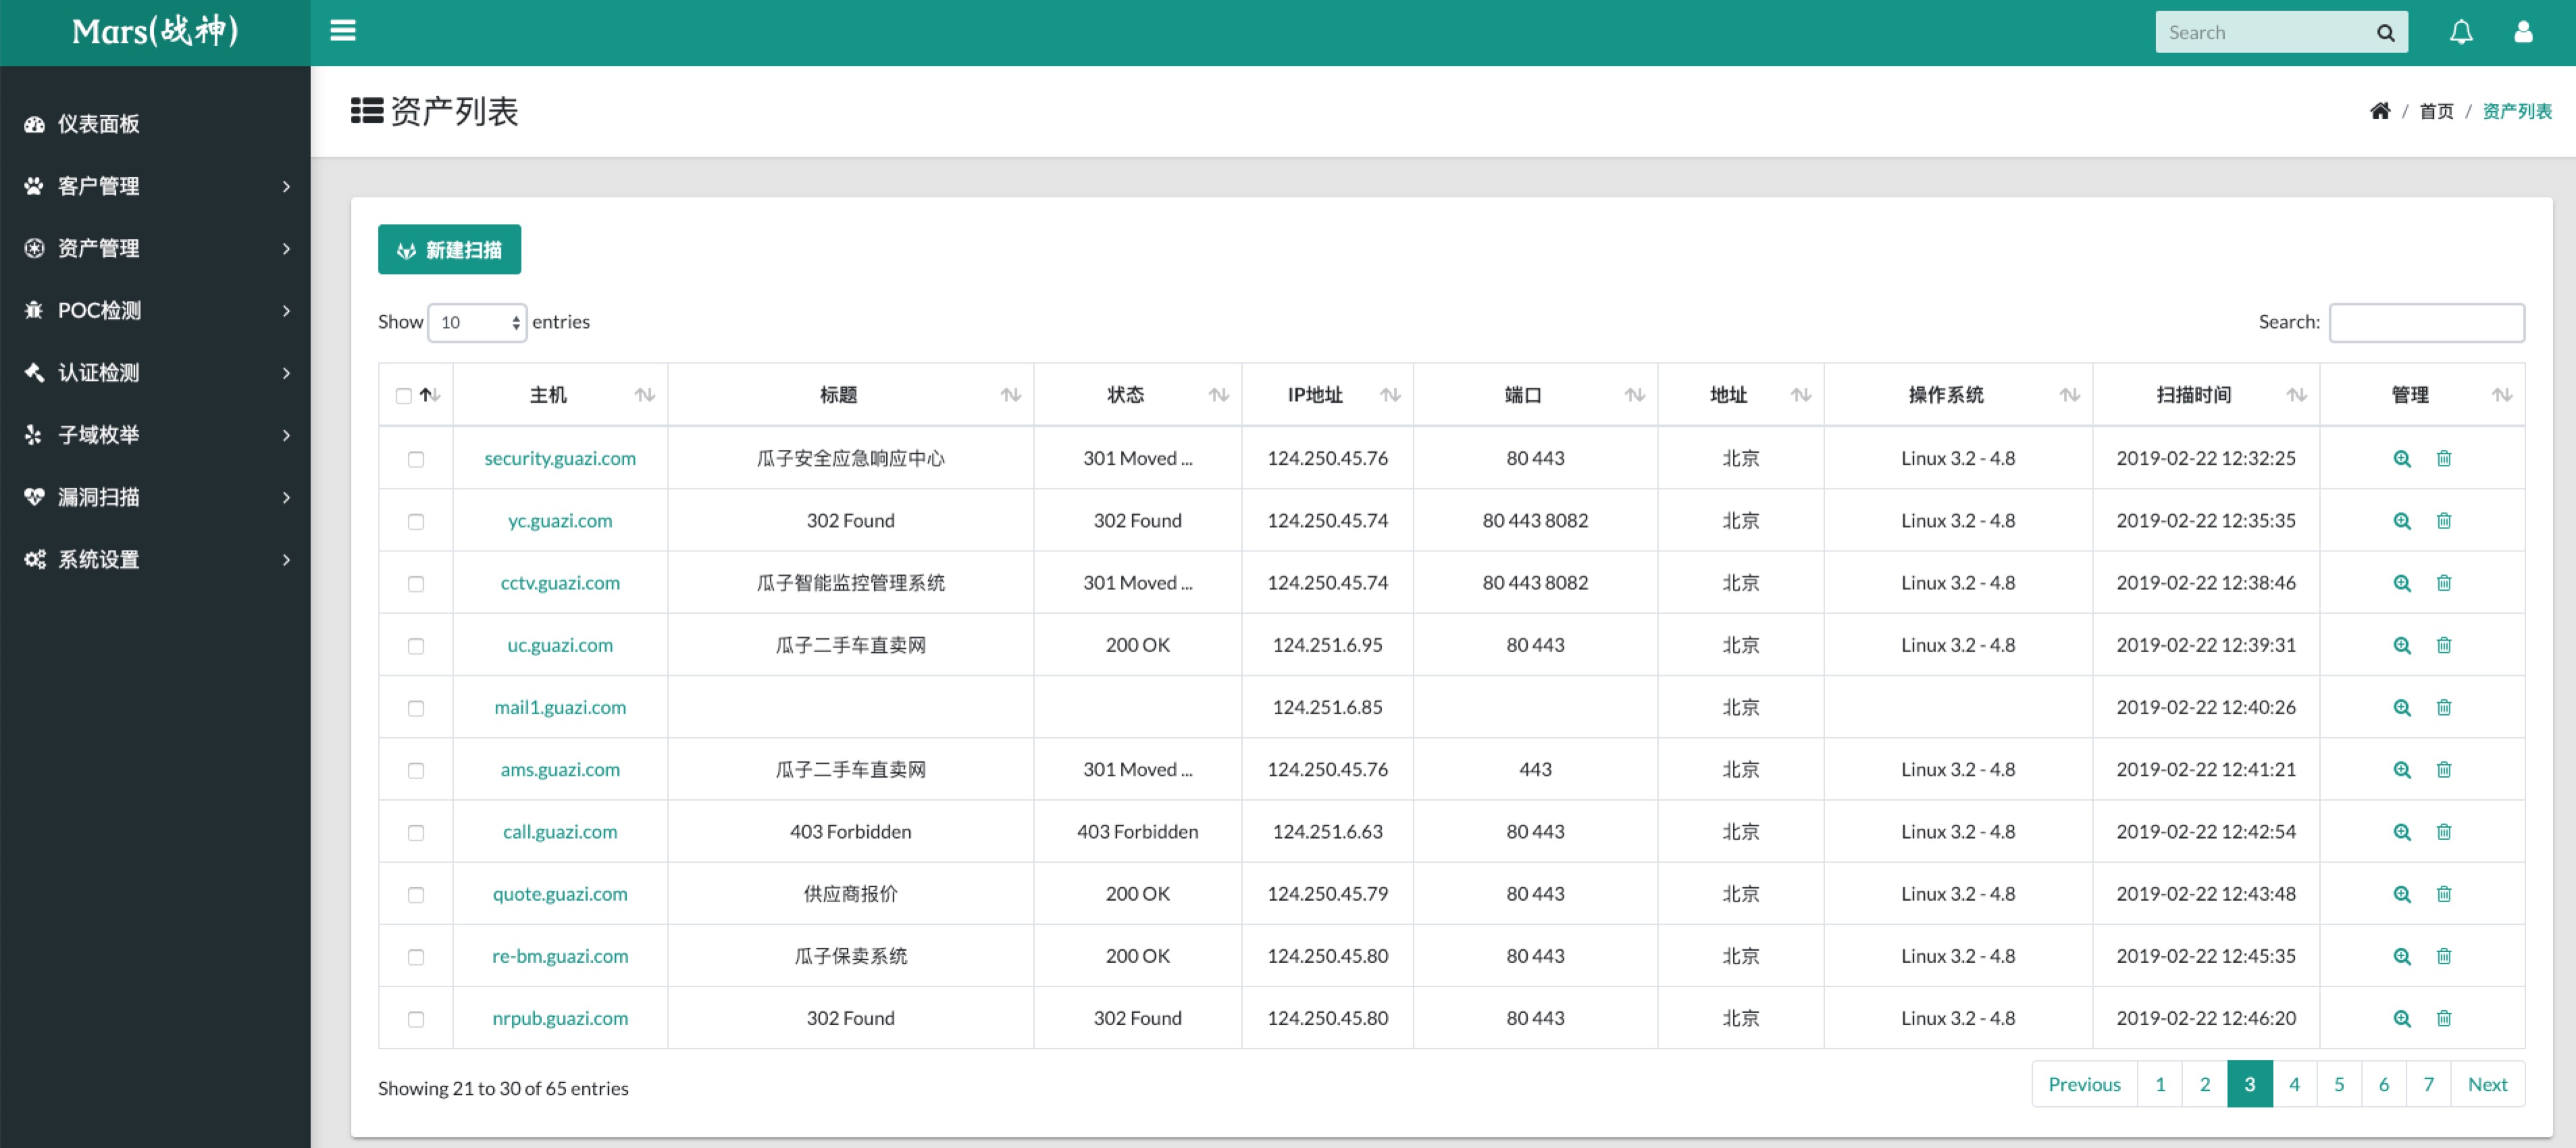 Mars(战神)
Search
仪表面板
客户管理
资产管理
POC检测
认证检测
子域枚举
漏洞扫描
系统设置
资产列表
/ 首页 / 资产列表
新建扫描
Show 10 entries
Search:
主机 标题 状态 IP地址 端口 地址 操作系统 扫描时间 管理
security.guazi.com 瓜子安全应急响应中心 301 Moved ... 124.250.45.76 80 443 北京 Linux 3.2 - 4.8 2019-02-22 12:32:25
yc.guazi.com 302 Found 302 Found 124.250.45.74 80 443 8082 北京 Linux 3.2 - 4.8 2019-02-22 12:35:35
cctv.guazi.com 瓜子智能监控管理系统 301 Moved ... 124.250.45.74 80 443 8082 北京 Linux 3.2 - 4.8 2019-02-22 12:38:46
uc.guazi.com 瓜子二手车直卖网 200 OK 124.251.6.95 80 443 北京 Linux 3.2 - 4.8 2019-02-22 12:39:31
mail1.guazi.com 124.251.6.85 北京 2019-02-22 12:40:26
ams.guazi.com 瓜子二手车直卖网 301 Moved ... 124.250.45.76 443 北京 Linux 3.2 - 4.8 2019-02-22 12:41:21
call.guazi.com 403 Forbidden 403 Forbidden 124.251.6.63 80 443 北京 Linux 3.2 - 4.8 2019-02-22 12:42:54
quote.guazi.com 供应商报价 200 OK 124.250.45.79 80 443 北京 Linux 3.2 - 4.8 2019-02-22 12:43:48
re-bm.guazi.com 瓜子保卖系统 200 OK 124.250.45.80 80 443 北京 Linux 3.2 - 4.8 2019-02-22 12:45:35
nrpub.guazi.com 302 Found 302 Found 124.250.45.80 80 443 北京 Linux 3.2 - 4.8 2019-02-22 12:46:20
Showing 21 to 30 of 65 entries
Previous 1 2 3 4 5 6 7 Next